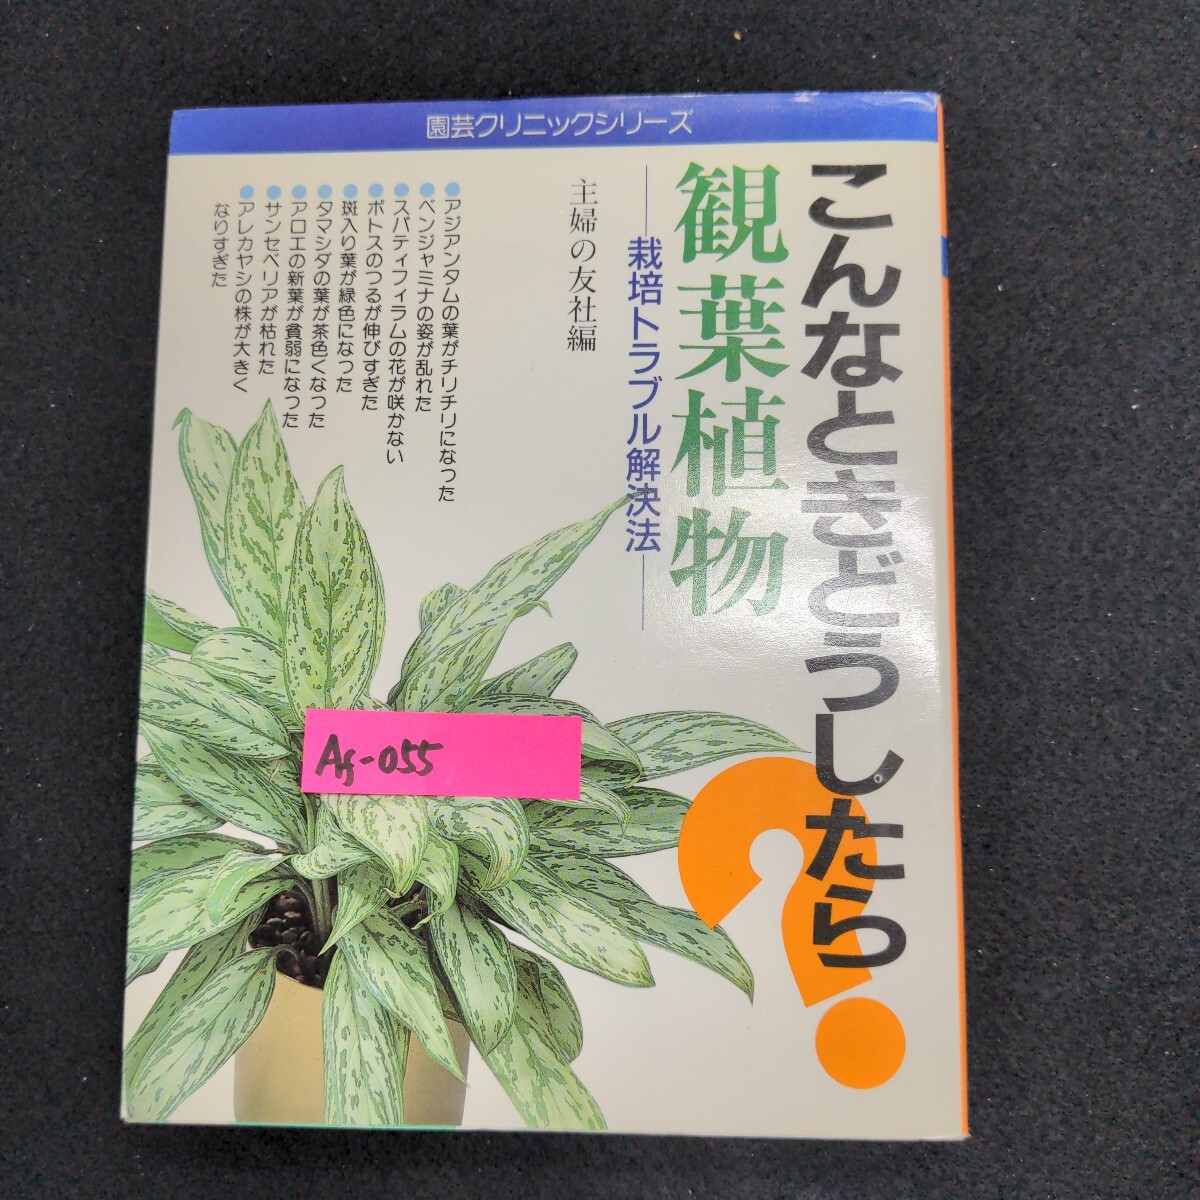 園芸クリニックシリーズ
こんなときどうしたら?
観葉植物
栽培トラブル解決法
主婦の友社編
●アジアンタムの葉がチリチリになった
●ベンジャミナの姿が乱れた
●スパティフィラムの花が咲かない
●ポトスのつるが伸びすぎた
●斑入り葉が緑色になった
●タマシダの葉が茶色くなった
●アロエの新葉が貧弱になった
●サンセベリアが枯れた
●アレカヤシの株が大きく
なりすぎた
Af-055